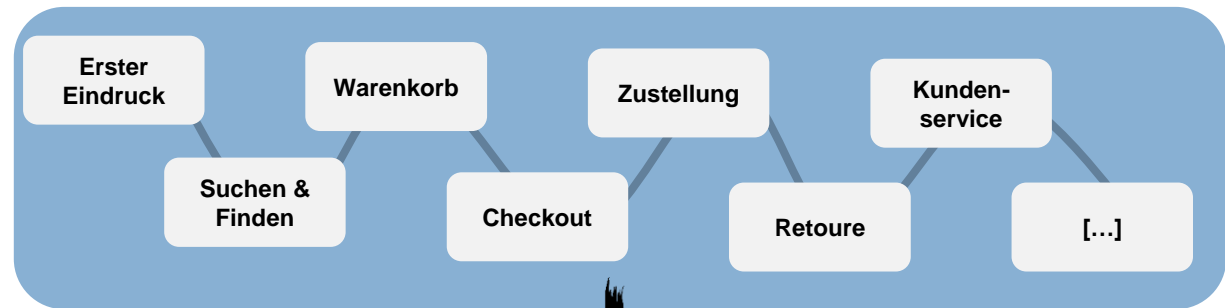 Erster
Eindruck
Suchen &
Finden
Warenkorb
Checkout
Zustellung
Retoure
Kunden-
service
[…]